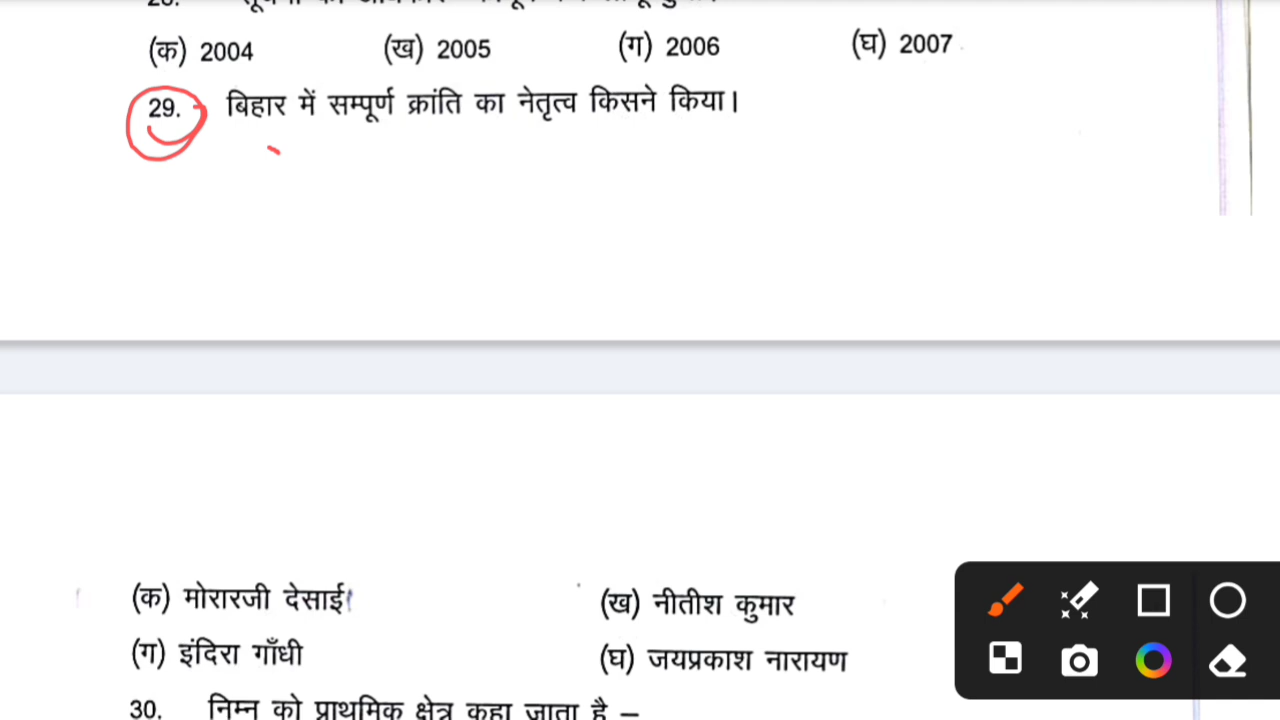 (क) 2004 (ख) 2005 (ग) 2006 (घ) 2007
29. बिहार में सम्पूर्ण क्रांति का नेतृत्व किसने किया।
(क) मोरारजी देसाई (ख) नीतीश कुमार
(ग) इंदिरा गाँधी (घ) जयप्रकाश नारायण
30. निम्न को प्राथमिक क्षेत्र कहा जाता है –